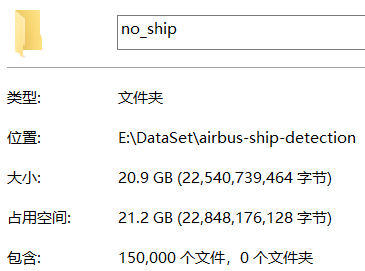 no_ship
类型: 文件夹
位置: E:\DataSet\airbus-ship-detection
大小: 20.9 GB (22,540,739,464 字节)
占用空间: 21.2 GB (22,848,176,128 字节)
包含: 150,000 个文件，0 个文件夹